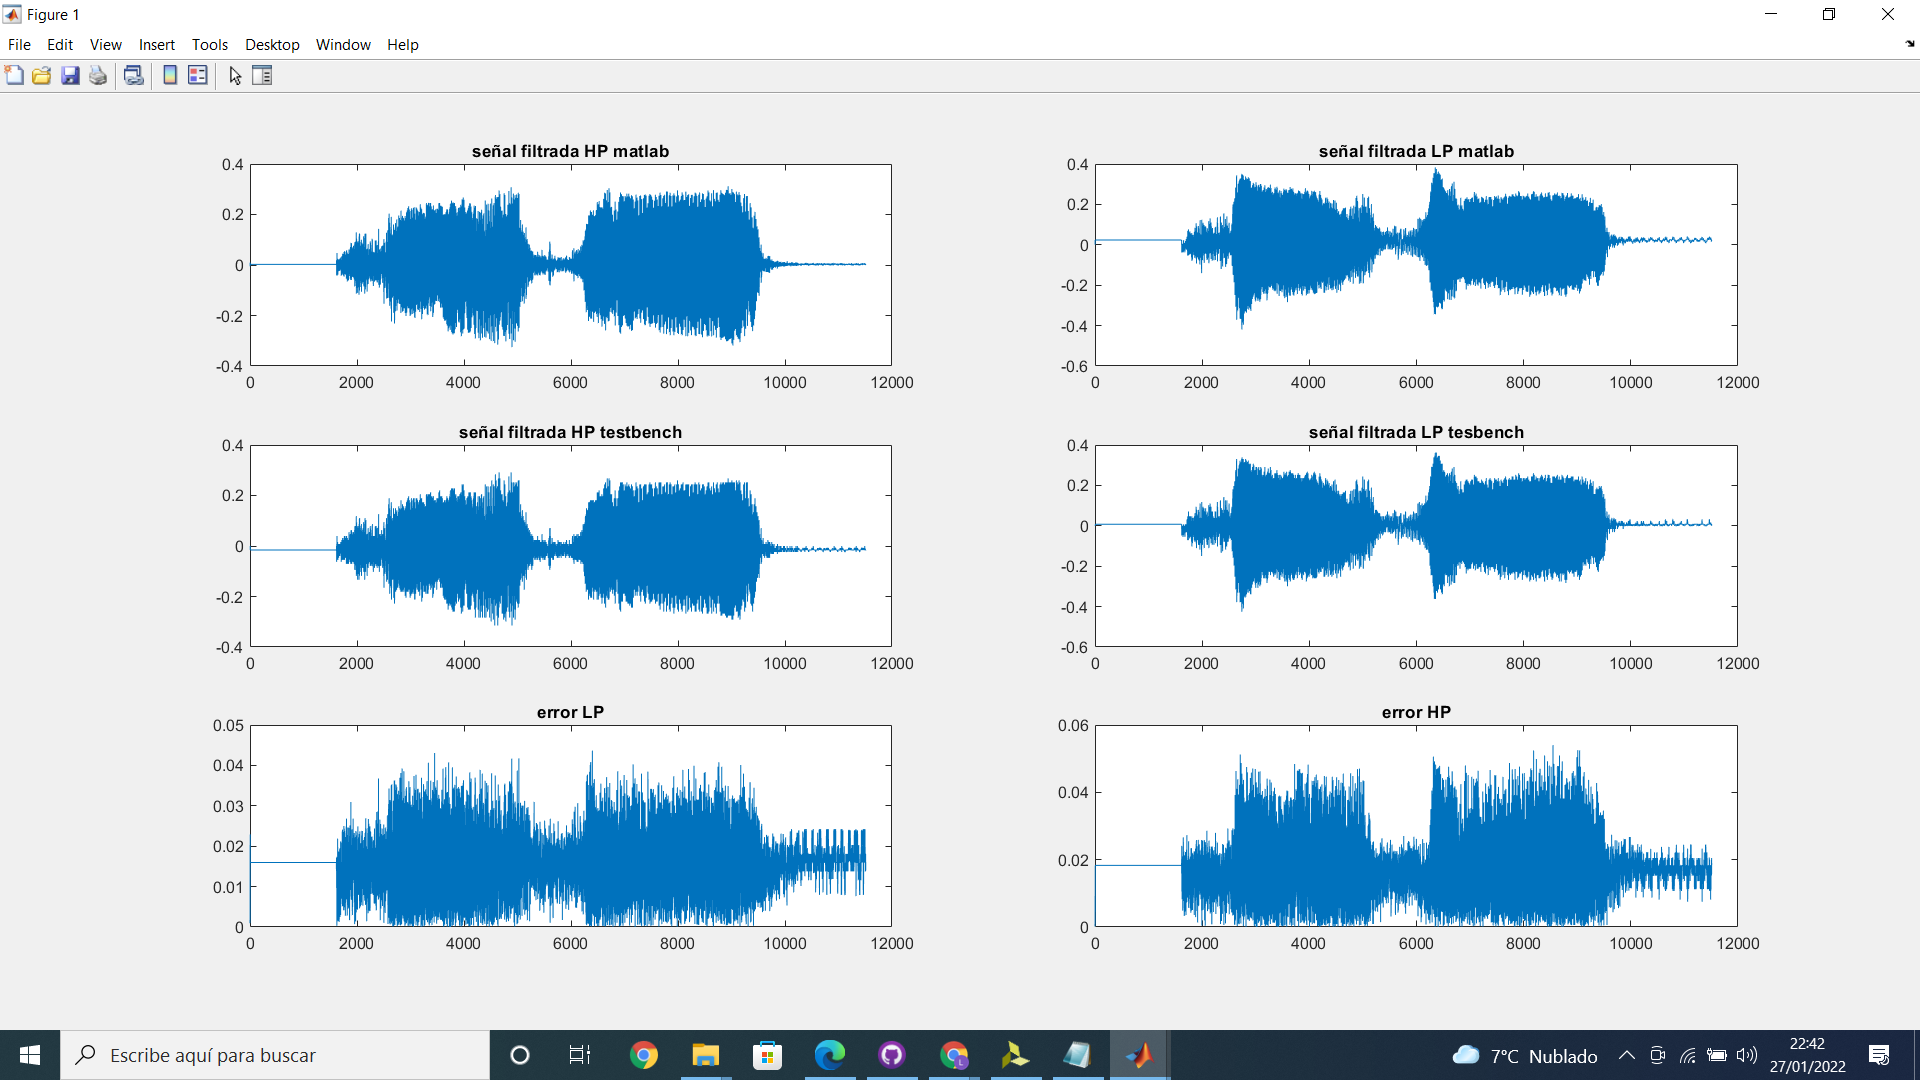 Figure 1
File Edit View Insert Tools Desktop Window Help
señal filtrada HP matlab
0.4
0.2
0
-0.2
-0.4
0 2000 4000 6000 8000 10000 12000
señal filtrada LP matlab
0.4
0.2
0
-0.2
-0.4
-0.6
0 2000 4000 6000 8000 10000 12000
señal filtrada HP testbench
0.4
0.2
0
-0.2
-0.4
0 2000 4000 6000 8000 10000 12000
señal filtrada LP tesbench
0.4
0.2
0
-0.2
-0.4
-0.6
0 2000 4000 6000 8000 10000 12000
error LP
0.05
0.04
0.03
0.02
0.01
0
0 2000 4000 6000 8000 10000 12000
error HP
0.06
0.04
0.02
0
0 2000 4000 6000 8000 10000 12000
Escribe aquí para buscar
7°C Nublado
22:42
27/01/2022